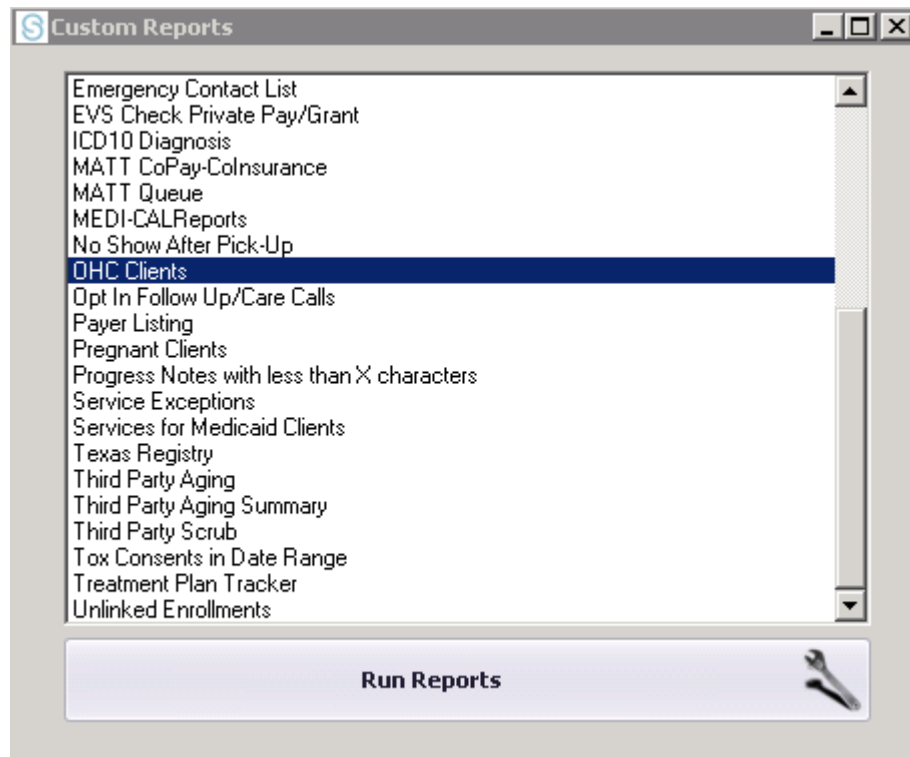 Custom Reports
Emergency Contact List
EVS Check Private Pay/Grant
ICD10 Diagnosis
MATT CoPay-CoInsurance
MATT Queue
MEDI-CALReports
No Show After Pick-Up
OHC Clients
Opt In Follow Up/Care Calls
Payer Listing
Pregnant Clients
Progress Notes with less than X characters
Service Exceptions
Services for Medicaid Clients
Texas Registry
Third Party Aging
Third Party Aging Summary
Third Party Scrub
Tox Consents in Date Range
Treatment Plan Tracker
Unlinked Enrollments
Run Reports